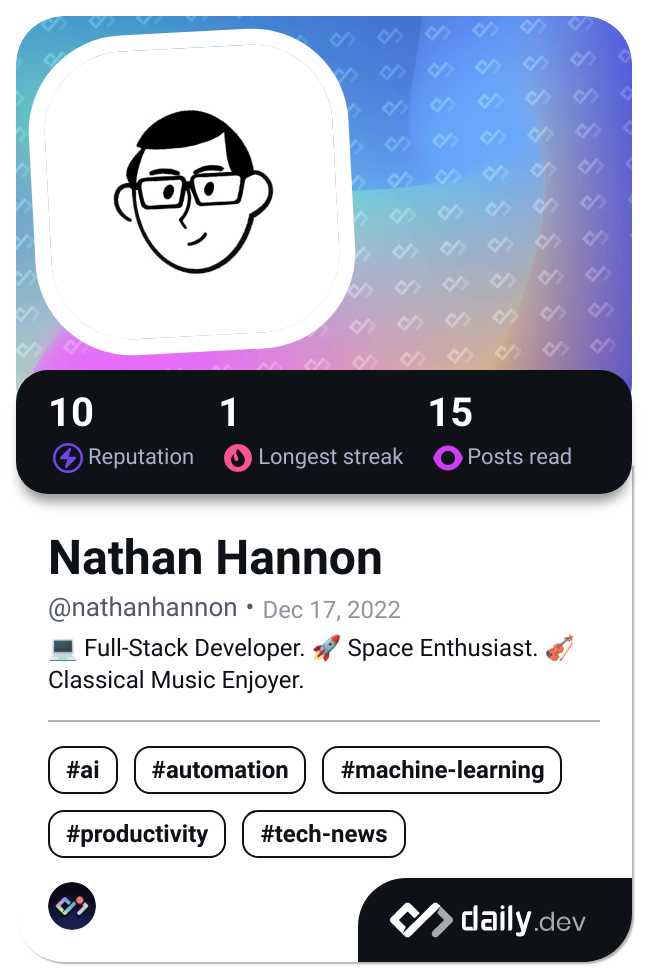 10 1 15
Reputation Longest streak Posts read
Nathan Hannon
@nathanhannon • Dec 17, 2022
💻 Full-Stack Developer. 🚀 Space Enthusiast. 🎻
Classical Music Enjoyer.
#ai #automation #machine-learning
#productivity #tech-news
daily.dev